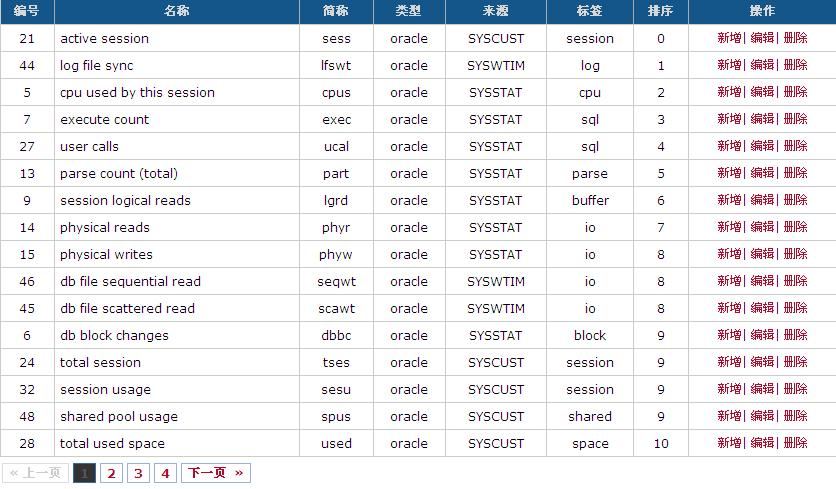 编号 名称 简称 类型 来源 标签 排序 操作
21 active session sess oracle SYSCUST session 0 新增| 编辑| 删除
44 log file sync lfswt oracle SYSWTIM log 1 新增| 编辑| 删除
5 cpu used by this session cpus oracle SYSSTAT cpu 2 新增| 编辑| 删除
7 execute count exec oracle SYSSTAT sql 3 新增| 编辑| 删除
27 user calls ucal oracle SYSSTAT sql 4 新增| 编辑| 删除
13 parse count (total) part oracle SYSSTAT parse 5 新增| 编辑| 删除
9 session logical reads lgrd oracle SYSSTAT buffer 6 新增| 编辑| 删除
14 physical reads phyr oracle SYSSTAT io 7 新增| 编辑| 删除
15 physical writes phyw oracle SYSSTAT io 8 新增| 编辑| 删除
46 db file sequential read seqwt oracle SYSWTIM io 8 新增| 编辑| 删除
45 db file scattered read scawt oracle SYSWTIM io 8 新增| 编辑| 删除
6 db block changes dbbc oracle SYSSTAT block 9 新增| 编辑| 删除
24 total session tses oracle SYSCUST session 9 新增| 编辑| 删除
32 session usage sesu oracle SYSCUST session 9 新增| 编辑| 删除
48 shared pool usage spus oracle SYSCUST shared 9 新增| 编辑| 删除
28 total used space used oracle SYSCUST space 10 新增| 编辑| 删除
« 上一页 1 2 3 4 下一页 »